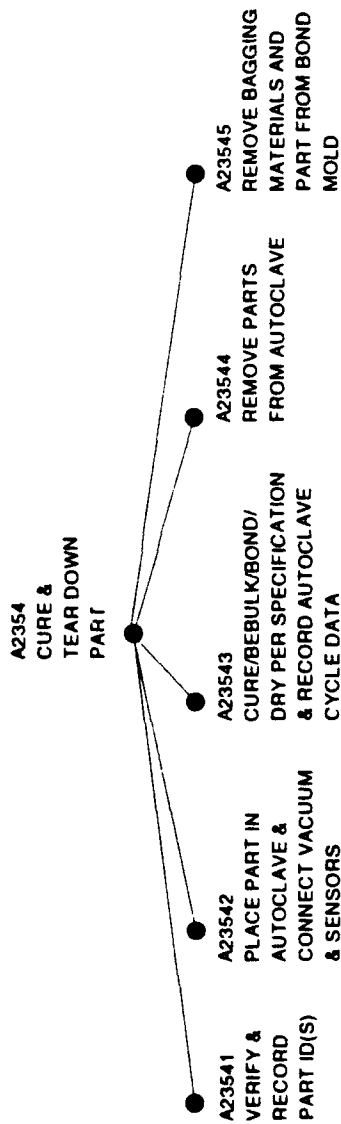 A2354
CURE &
TEAR DOWN
PART
A23541
VERIFY &
RECORD
PART ID(S)
A23542
PLACE PART IN
AUTOCLAVE &
CONNECT VACUUM
& SENSORS
A23543
CURE/BEBULK/BOND/
DRY PER SPECIFICATION
& RECORD AUTOCLAVE
CYCLE DATA
A23544
REMOVE PARTS
FROM AUTOCLAVE
A23545
REMOVE BAGGING
MATERIALS AND
PART FROM BOND
MOLD